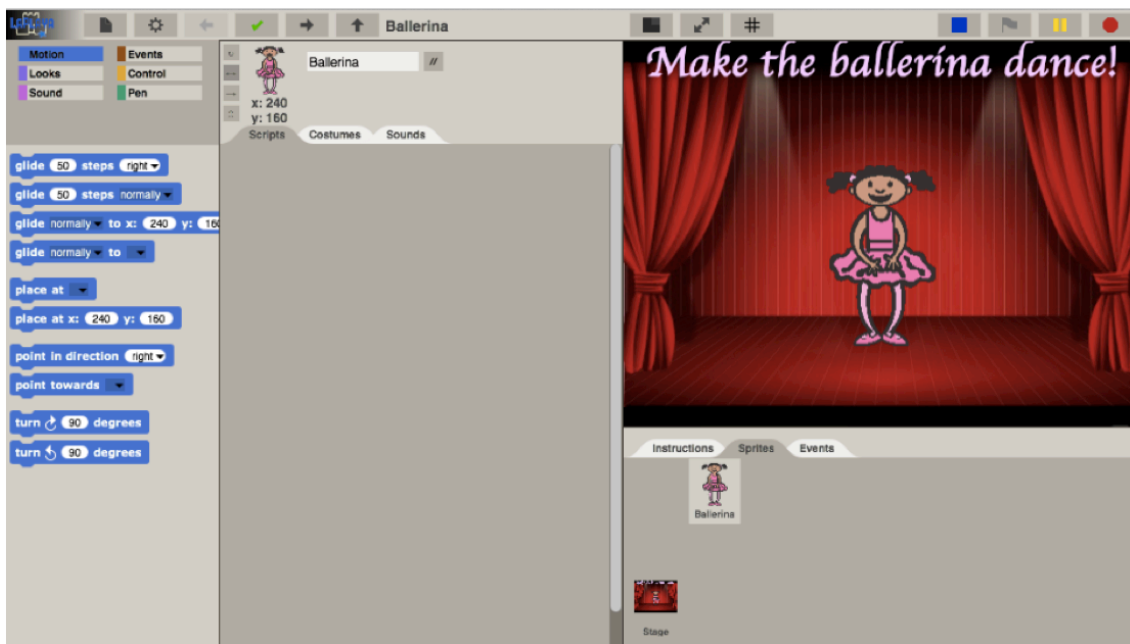 Ballerina
Motion
Events
Looks
Control
Sound
Pen
Ballerina
x: 240
y: 160
Scripts
Costumes
Sounds
glide 50 steps right
glide 50 steps normally
glide normally to x: 240 y: 160
glide normally to
place at
place at x: 240 y: 160
point in direction right
point towards
turn 90 degrees
turn 90 degrees
Make the ballerina dance!
Instructions
Sprites
Events
Ballerina
Stage